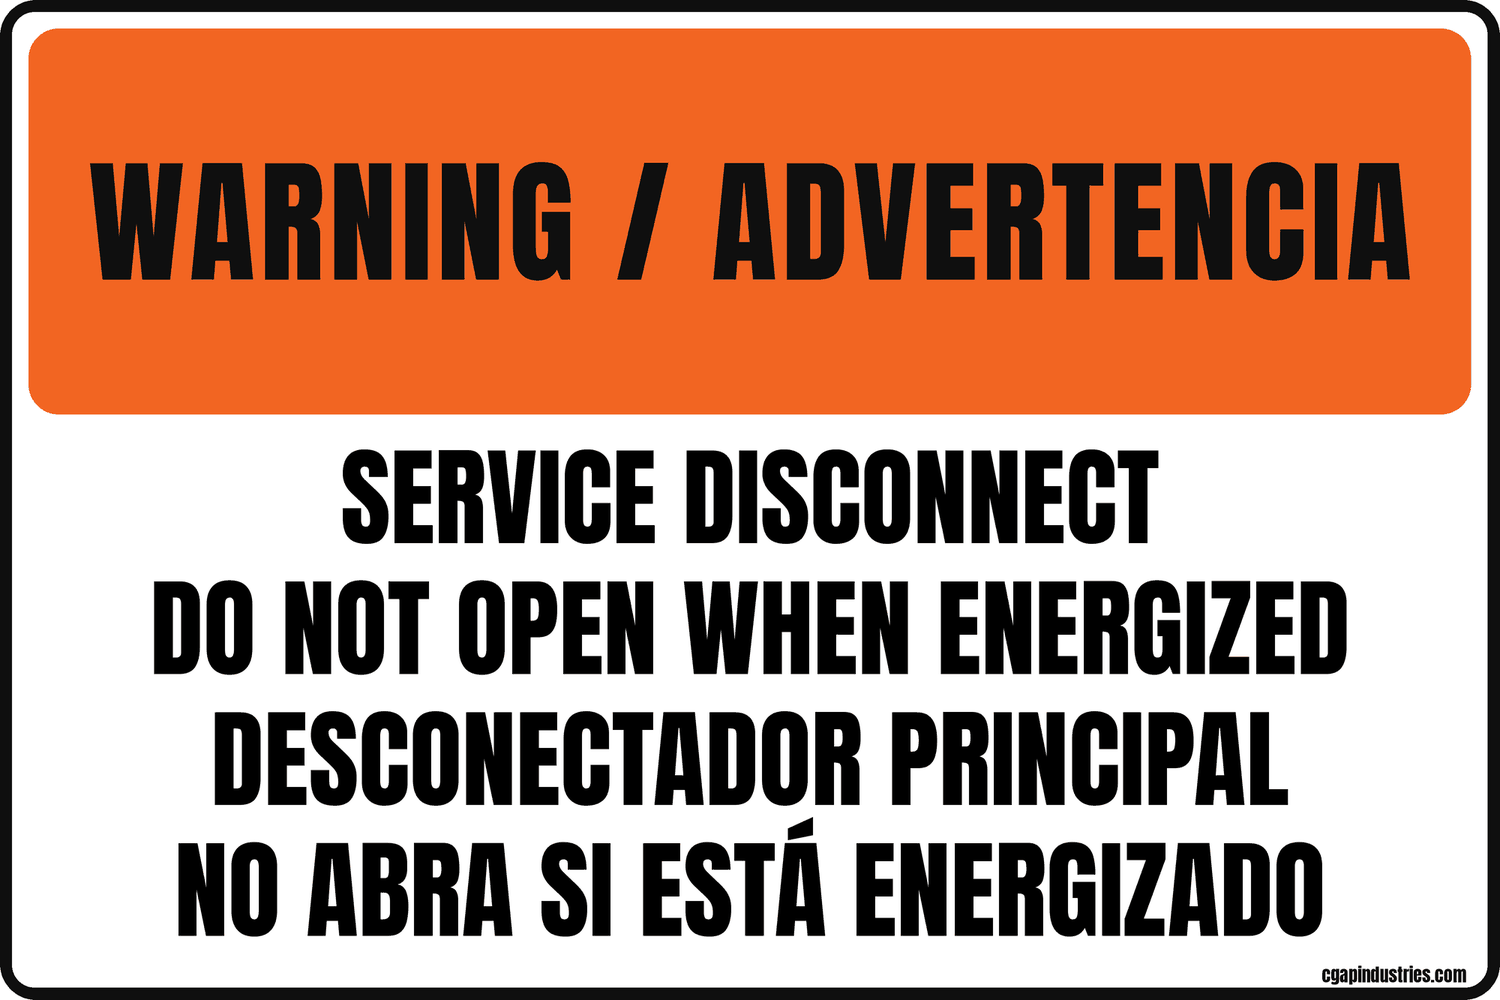 WARNING / ADVERTENCIA
SERVICE DISCONNECT
DO NOT OPEN WHEN ENERGIZED
DESCONECTADOR PRINCIPAL
NO ABRA SI ESTÁ ENERGIZADO
cgapindustries.com